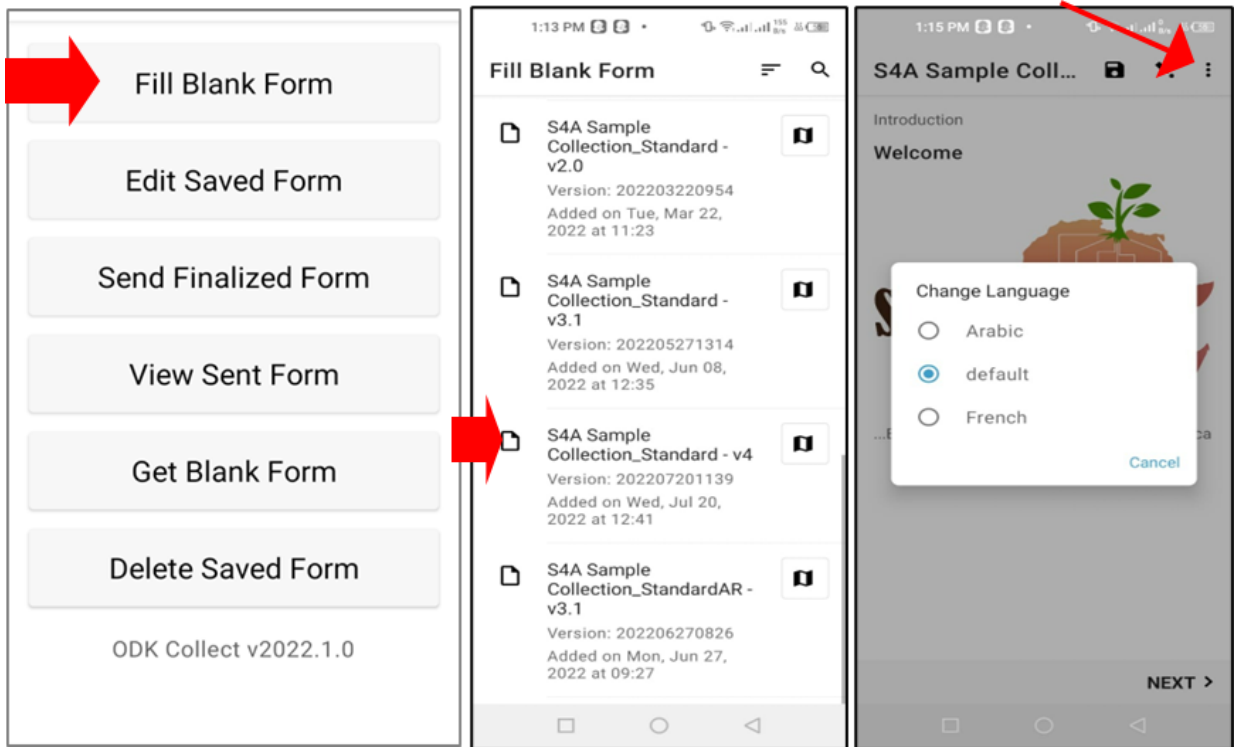 Fill Blank Form
Edit Saved Form
Send Finalized Form
View Sent Form
Get Blank Form
Delete Saved Form
ODK Collect v2022.1.0
1:13 PM
155
B/s
Fill Blank Form
S4A Sample
Collection_Standard -
v2.0
Version: 202203220954
Added on Tue, Mar 22,
2022 at 11:23
S4A Sample
Collection_Standard -
v3.1
Version: 202205271314
Added on Wed, Jun 08,
2022 at 12:35
S4A Sample
Collection_Standard - v4
Version: 202207201139
Added on Wed, Jul 20,
2022 at 12:41
S4A Sample
Collection_StandardAR -
v3.1
Version: 202206270826
Added on Mon, Jun 27,
2022 at 09:27
1:15 PM
S4A Sample Coll...
Introduction
Welcome
Change Language
Arabic
default
French
Cancel
NEXT >